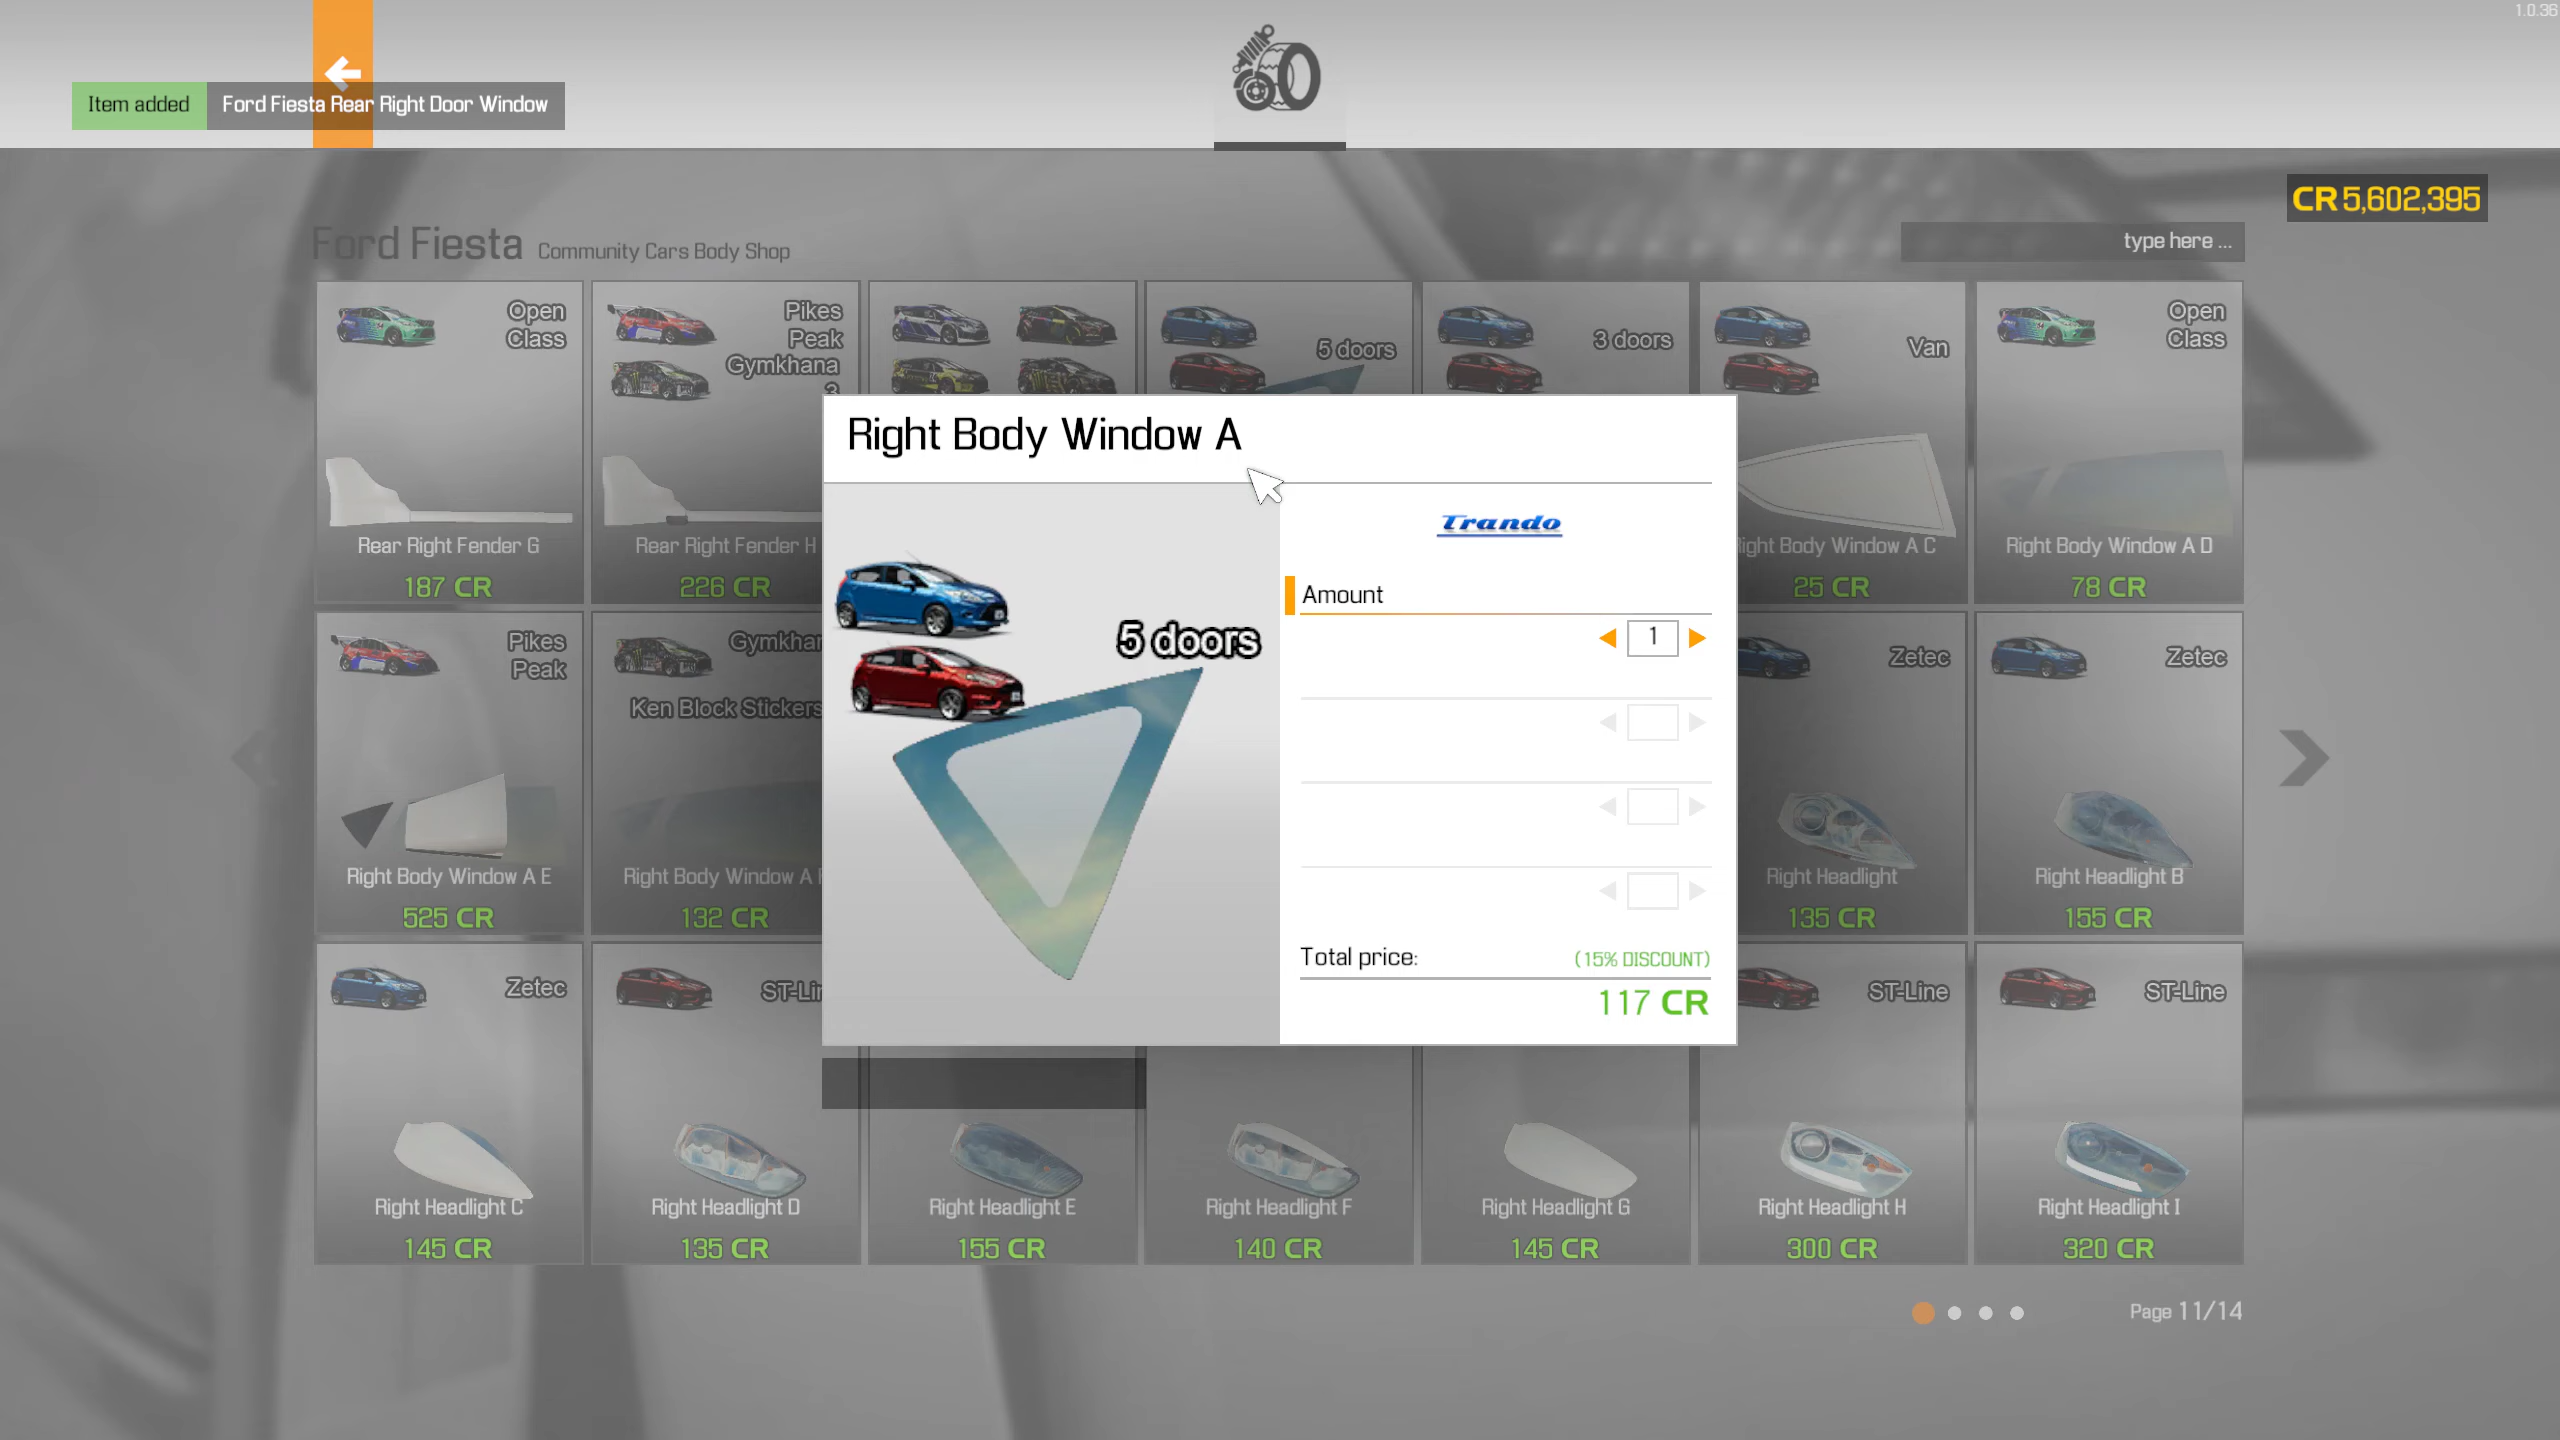 1.0.36
Item added
Ford Fiesta Rear Right Door Window
CR 5,602,395
Ford Fiesta
Community Cars Body Shop
type here ...
Open
Class
Pikes
Peak
Gymkhana
3
5 doors
3 doors
Van
Open
Class
Rear Right Fender G
187 CR
Rear Right Fender H
226 CR
Right Body Window A C
25 CR
Right Body Window A D
78 CR
Right Body Window A
5 doors
Trando
Amount
1
Total price:
(15% DISCOUNT)
117 CR
Pikes
Peak
Right Body Window A E
525 CR
Ken Block Stickers
Right Body Window A
132 CR
Zetec
Right Headlight
135 CR
Zetec
Right Headlight B
155 CR
Zetec
Right Headlight C
145 CR
Right Headlight D
135 CR
Right Headlight E
155 CR
Right Headlight F
140 CR
Right Headlight G
145 CR
ST-Line
Right Headlight H
300 CR
ST-Line
Right Headlight I
320 CR
Page 11/14